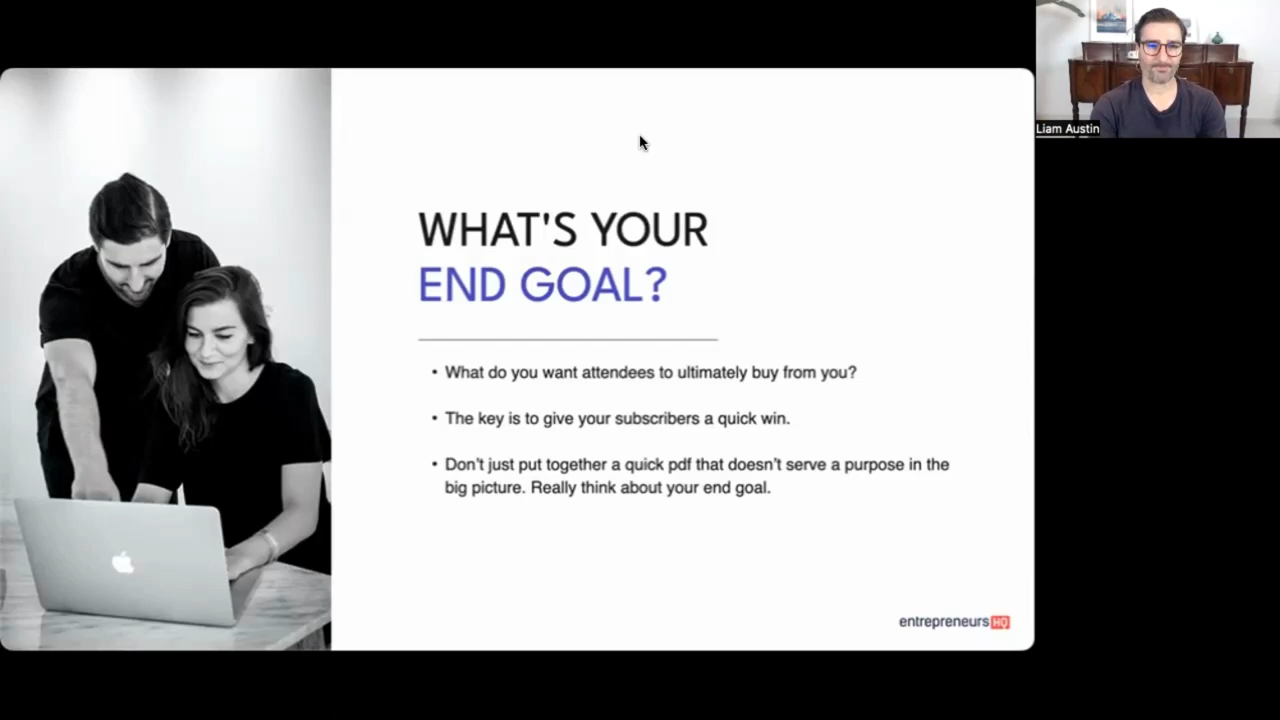 Liam Austin
WHAT'S YOUR
END GOAL?
• What do you want attendees to ultimately buy from you?
• The key is to give your subscribers a quick win.
• Don't just put together a quick pdf that doesn't serve a purpose in the
big picture. Really think about your end goal.
entrepreneurs HQ